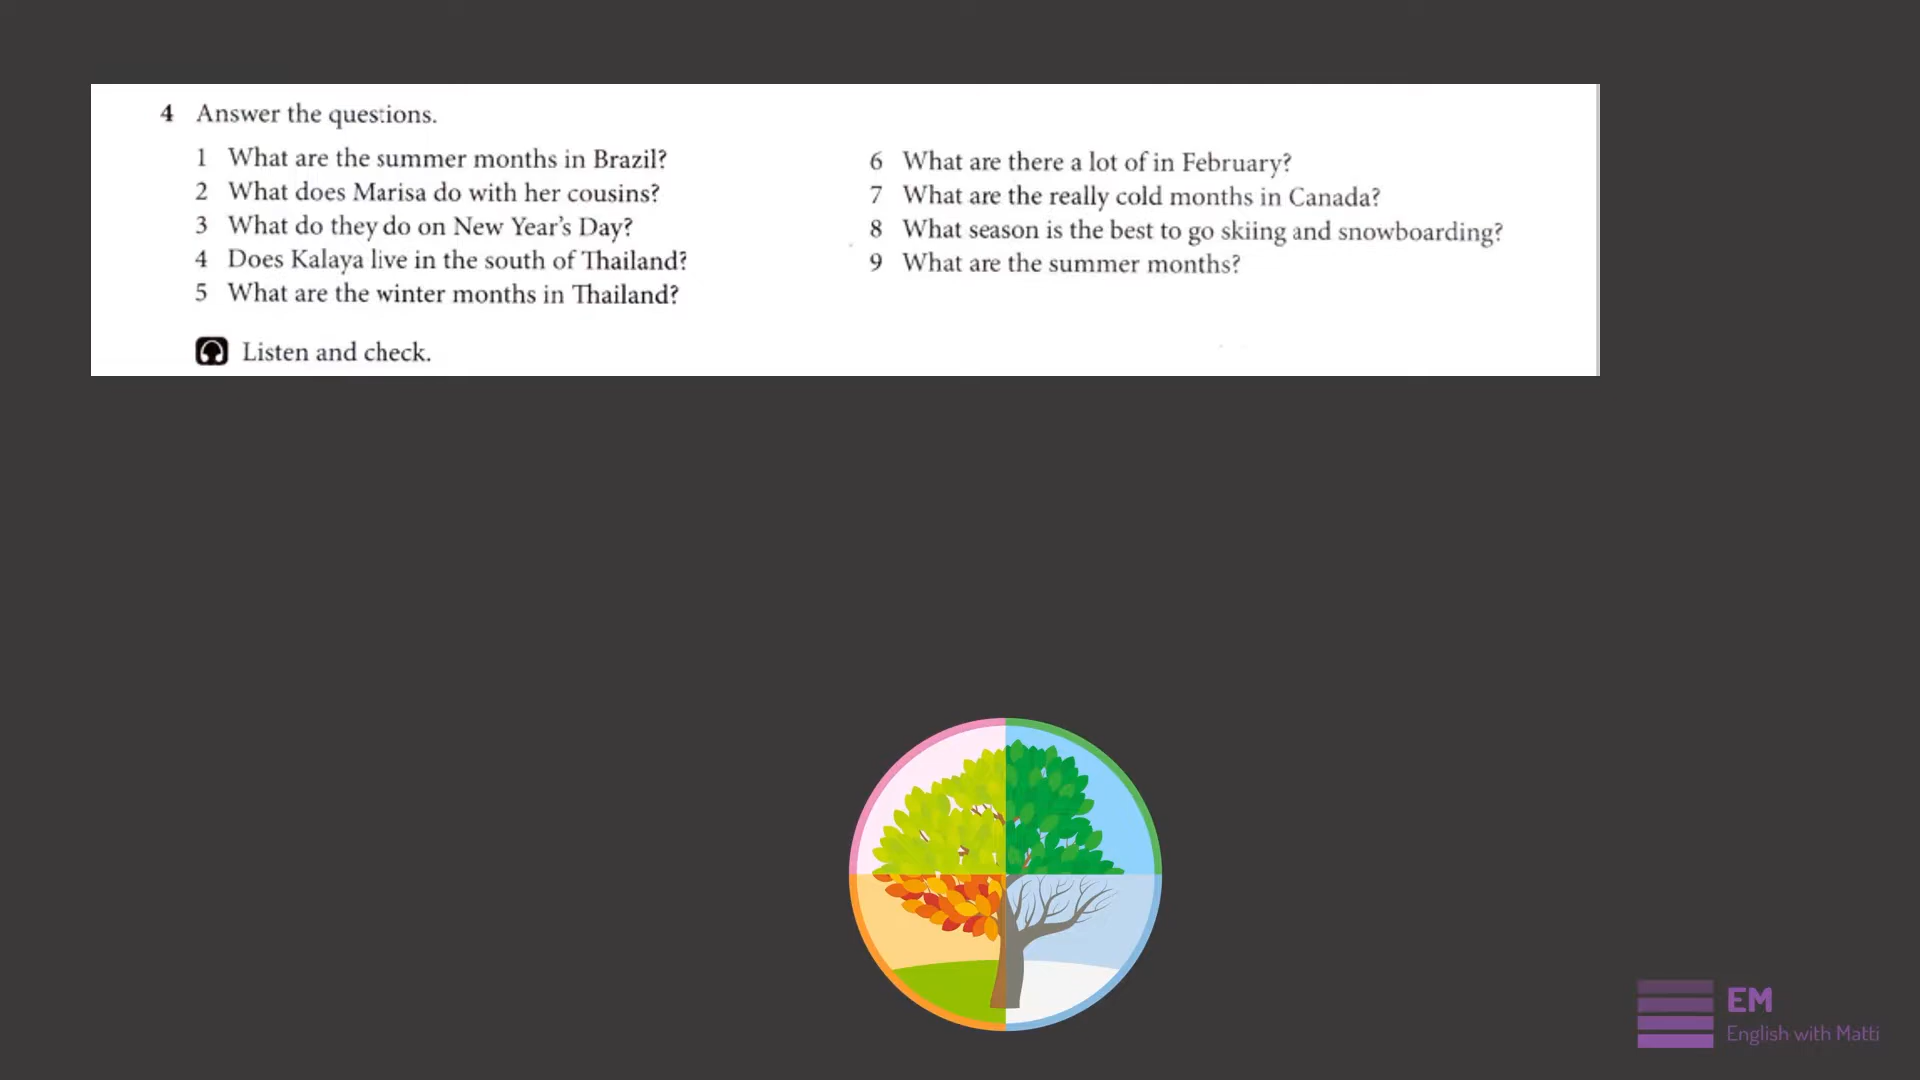 4 Answer the questions.
1 What are the summer months in Brazil?
2 What does Marisa do with her cousins?
3 What do they do on New Year's Day?
4 Does Kalaya live in the south of Thailand?
5 What are the winter months in Thailand?
Listen and check.
6 What are there a lot of in February?
7 What are the really cold months in Canada?
8 What season is the best to go skiing and snowboarding?
9 What are the summer months?
EM
English with Matti